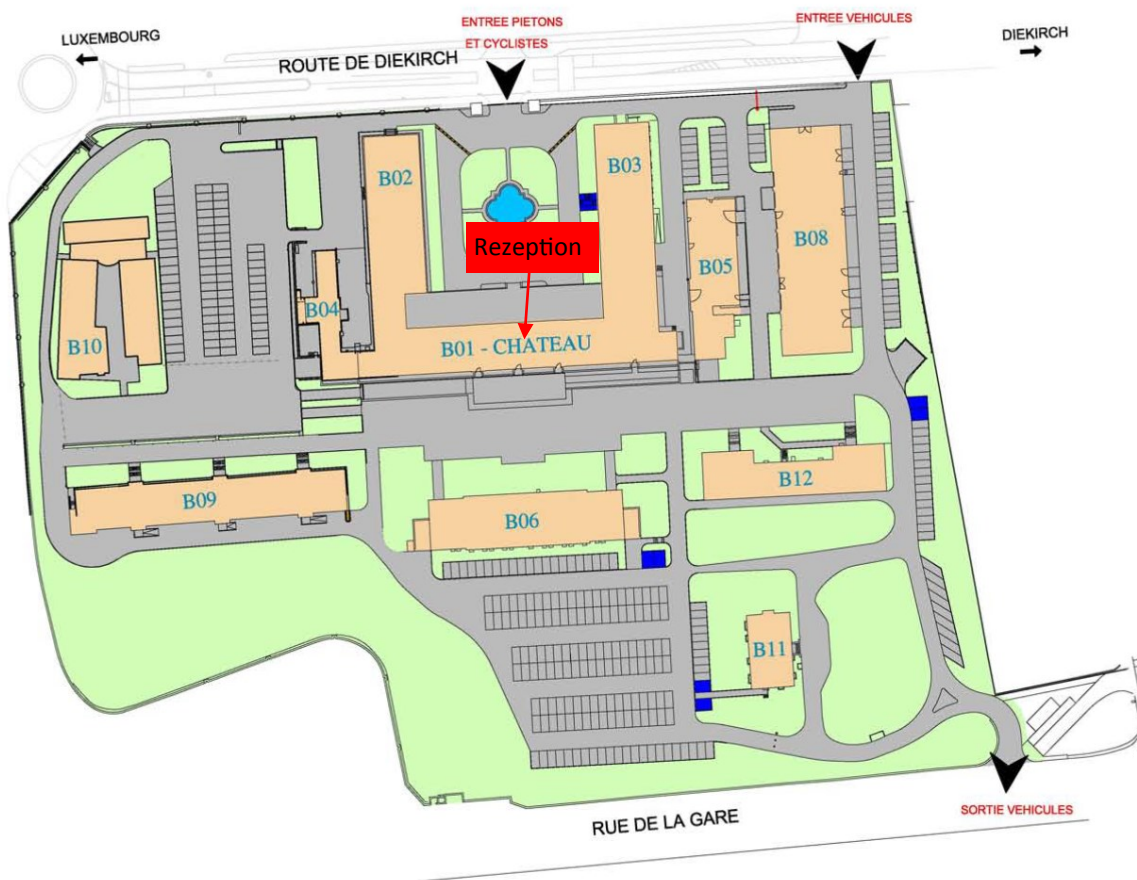 ENTREE PIETONS
ET CYCLISTES
ENTREE VEHICULES
LUXEMBOURG
DIEKIRCH
ROUTE DE DIEKIRCH
B02
B03
Rezeption
B08
B05
B04
B10
B01 - CHATEAU
B09
B06
B12
B11
SORTIE VEHICULES
RUE DE LA GARE